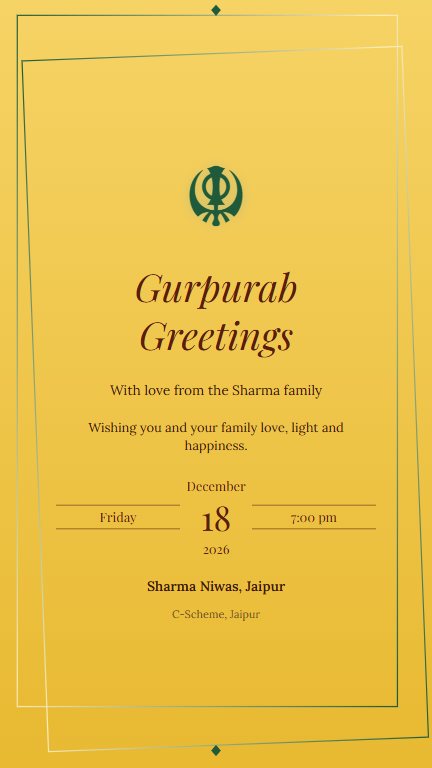 Gurpurab
Greetings
With love from the Sharma family
Wishing you and your family love, light and
happiness.
December
Friday
18
7:00 pm
2026
Sharma Niwas, Jaipur
C-Scheme, Jaipur